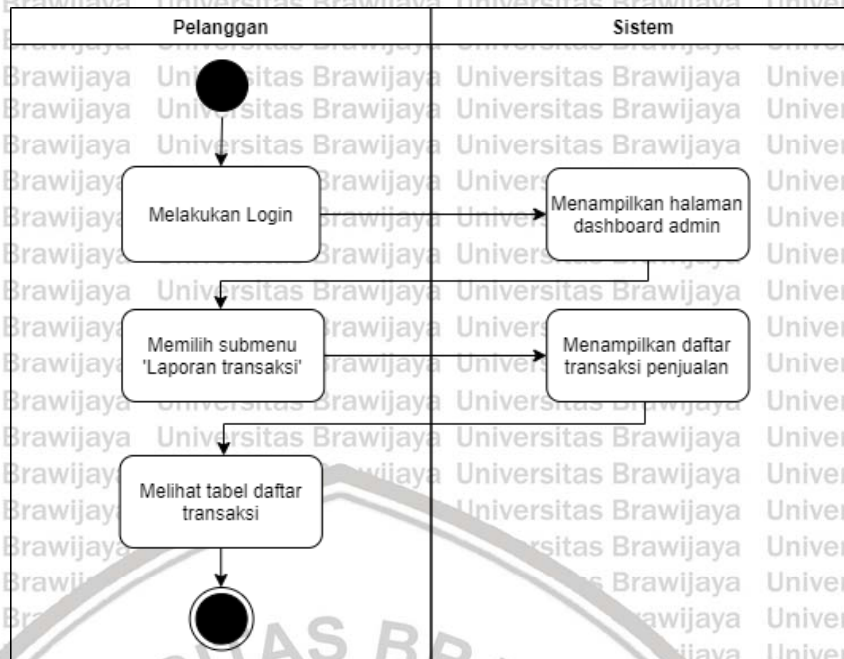 Pelanggan
Sistem
Melakukan Login
Menampilkan halaman
dashboard admin
Memilih submenu
'Laporan transaksi'
Menampilkan daftar
transaksi penjualan
Melihat tabel daftar
transaksi